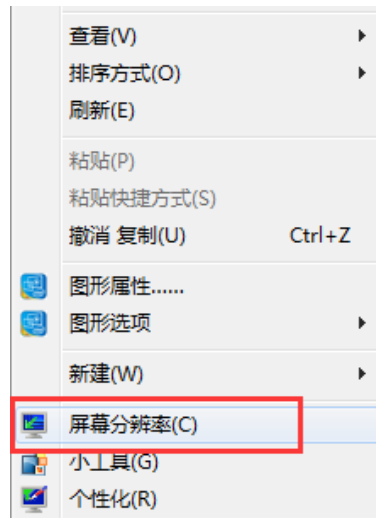 查看(V)
排序方式(O)
刷新(E)
粘贴(P)
粘贴快捷方式(S)
撤消 复制(U) Ctrl+Z
图形属性......
图形选项
新建(W)
屏幕分辨率(C)
小工具(G)
个性化(R)